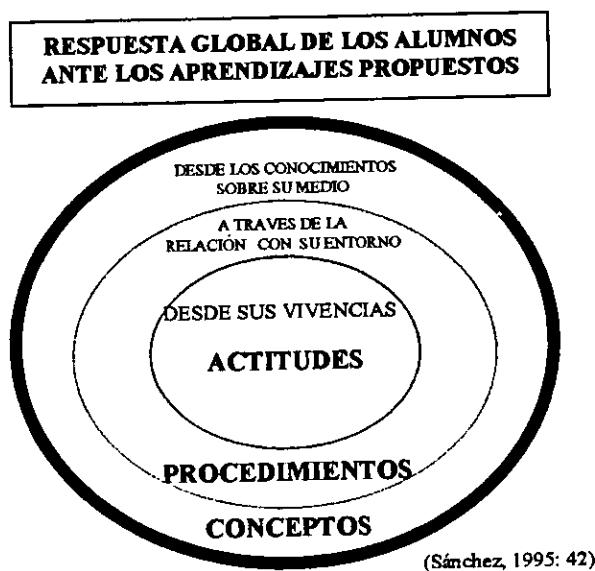 RESPUESTA GLOBAL DE LOS ALUMNOS
ANTE LOS APRENDIZAJES PROPUESTOS
DESDE LOS CONOCIMIENTOS
SOBRE SU MEDIO
A TRAVES DE LA
RELACIÓN CON SU ENTORNO
DESDE SUS VIVENCIAS
ACTITUDES
PROCEDIMIENTOS
CONCEPTOS
(Sánchez, 1995: 42)